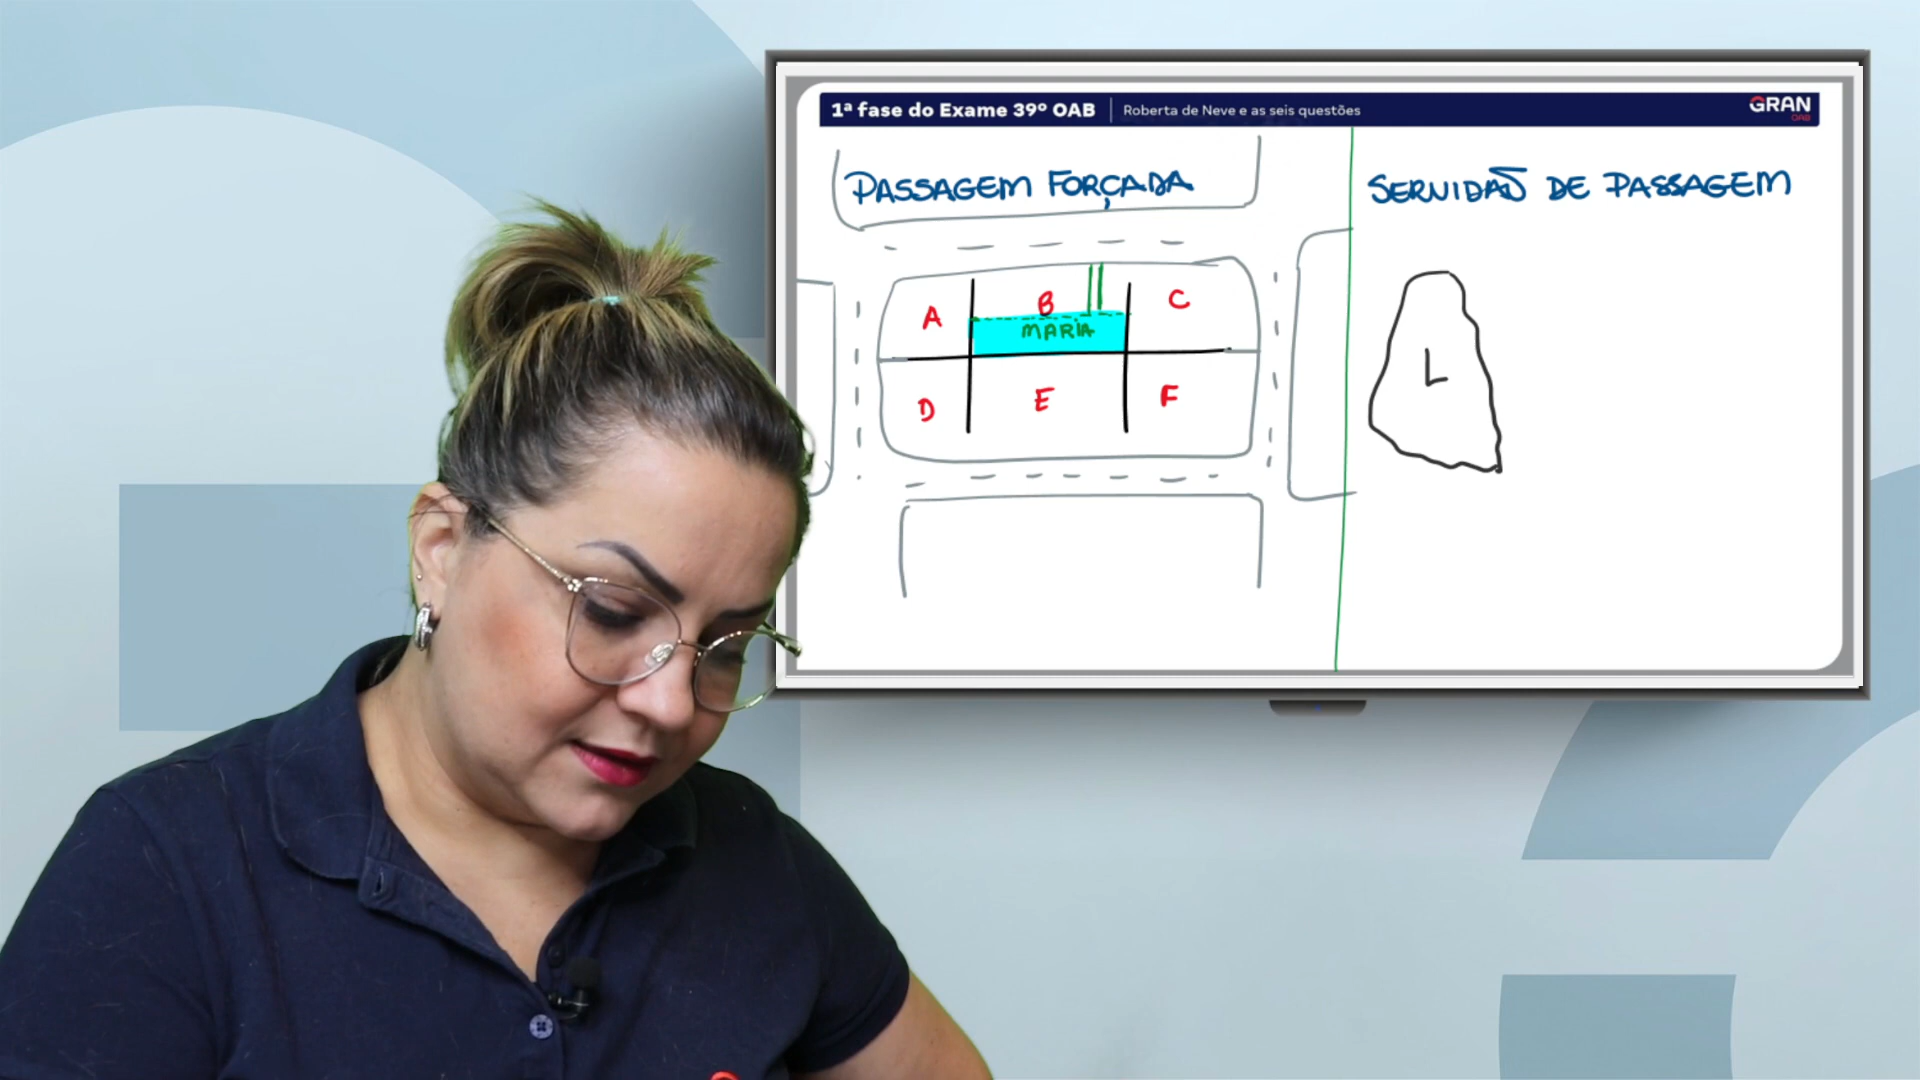 1ª fase do Exame 39º OAB | Roberta de Neve e as seis questões
GRAN
OAB
PASSAGEM FORÇADA
SERVIDÃO DE PASSAGEM
A
B
C
MARIA
D
E
F
L